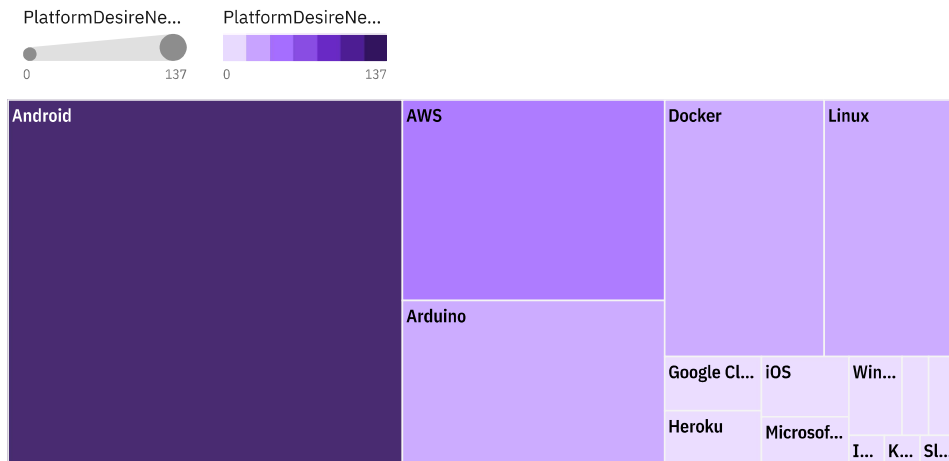 PlatformDesireNe... PlatformDesireNe...
0 137 0 137
Android
AWS
Docker
Linux
Arduino
Google Cl...
iOS
Win...
Heroku
Microsof...
I...
K...
Sl...